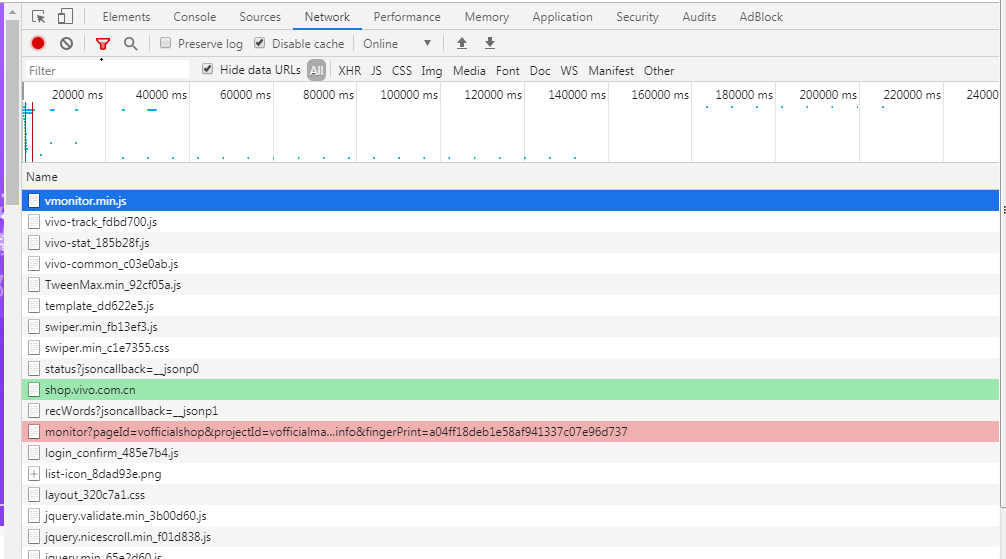 Elements Console Sources Network Performance Memory Application Security Audits AdBlock
Preserve log Disable cache Online
Filter Hide data URLs All XHR JS CSS Img Media Font Doc WS Manifest Other
20000 ms 40000 ms 60000 ms 80000 ms 100000 ms 120000 ms 140000 ms 160000 ms 180000 ms 200000 ms 220000 ms 24000
Name
vmonitor.min.js
vivo-track_fdbd700.js
vivo-stat_185b28f.js
vivo-common_c03e0ab.js
TweenMax.min_92cf05a.js
template_dd622e5.js
swiper.min_fb13ef3.js
swiper.min_c1e7355.css
status?jsoncallback=__jsonp0
shop.vivo.com.cn
recWords?jsoncallback=__jsonp1
monitor?pageId=vofficialshop&projectId=vofficialma...info&fingerPrint=a04ff18deb1e58af941337c07e96d737
login_confirm_485e7b4.js
list-icon_8dad93e.png
layout_320c7a1.css
jquery.validate.min_3b00d60.js
jquery.nicescroll.min_f01d838.js
jquery.min_65e2d60.js